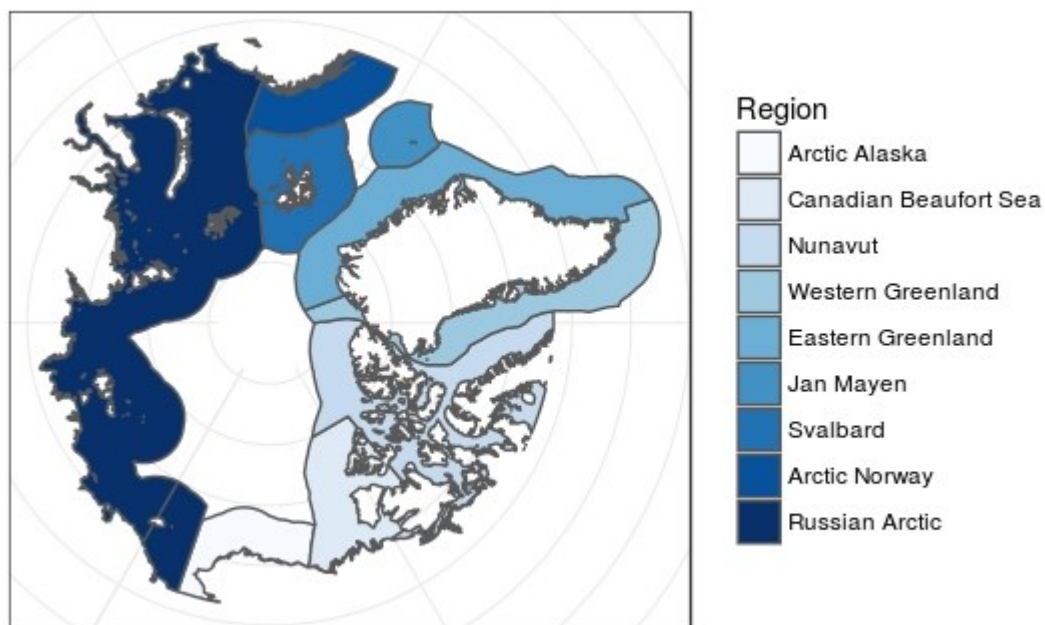 Region
Arctic Alaska
Canadian Beaufort Sea
Nunavut
Western Greenland
Eastern Greenland
Jan Mayen
Svalbard
Arctic Norway
Russian Arctic